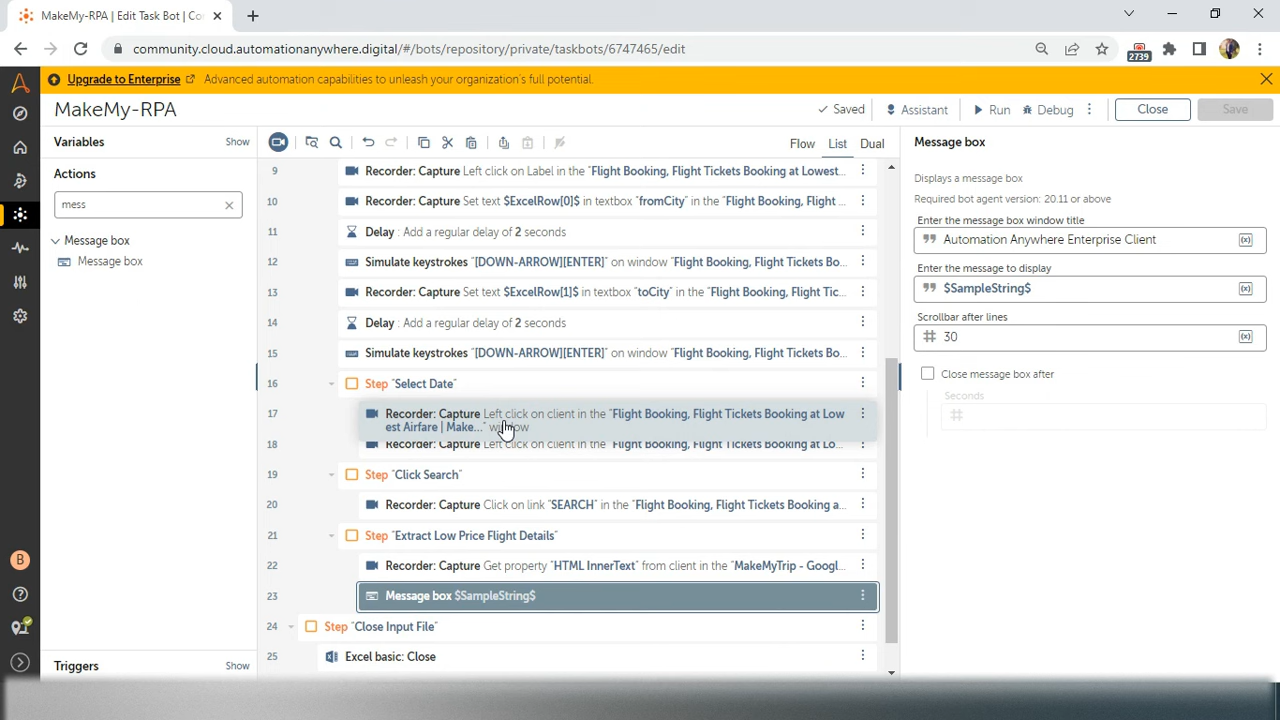 MakeMy-RPA | Edit Task Bot | Co
community.cloud.automationanywhere.digital/#/bots/repository/private/taskbots/6747465/edit
2739
Upgrade to Enterprise Advanced automation capabilities to unleash your organization's full potential.
MakeMy-RPA
Saved
Assistant
Run
Debug
Close
Save
Variables
Show
Flow
List
Dual
Message box
Actions
mess
Message box
Message box
9 Recorder: Capture Left click on Label in the "Flight Booking, Flight Tickets Booking at Lowest...
10 Recorder: Capture Set text $ExcelRow[0]$ in textbox "fromCity" in the "Flight Booking, Flight ...
11 Delay : Add a regular delay of 2 seconds
12 Simulate keystrokes "[DOWN-ARROW][ENTER]" on window "Flight Booking, Flight Tickets Bo...
13 Recorder: Capture Set text $ExcelRow[1]$ in textbox "toCity" in the "Flight Booking, Flight Tic...
14 Delay : Add a regular delay of 2 seconds
15 Simulate keystrokes "[DOWN-ARROW][ENTER]" on window "Flight Booking, Flight Tickets Bo...
16 Step "Select Date"
17 Recorder: Capture Left click on client in the "Flight Booking, Flight Tickets Booking at Low
est Airfare | Make..." window
18 Recorder: Capture Left click on client in the "Flight Booking, Flight Tickets Booking at Lo...
19 Step "Click Search"
20 Recorder: Capture Click on link "SEARCH" in the "Flight Booking, Flight Tickets Booking a...
21 Step "Extract Low Price Flight Details"
22 Recorder: Capture Get property "HTML InnerText" from client in the "MakeMyTrip - Googl...
23 Message box $SampleString$
24 Step "Close Input File"
25 Excel basic: Close
Displays a message box
Required bot agent version: 20.11 or above
Enter the message box window title
Automation Anywhere Enterprise Client
(x)
Enter the message to display
$SampleString$
(x)
Scrollbar after lines
# 30
(x)
Close message box after
Seconds
#
B
Triggers
Show